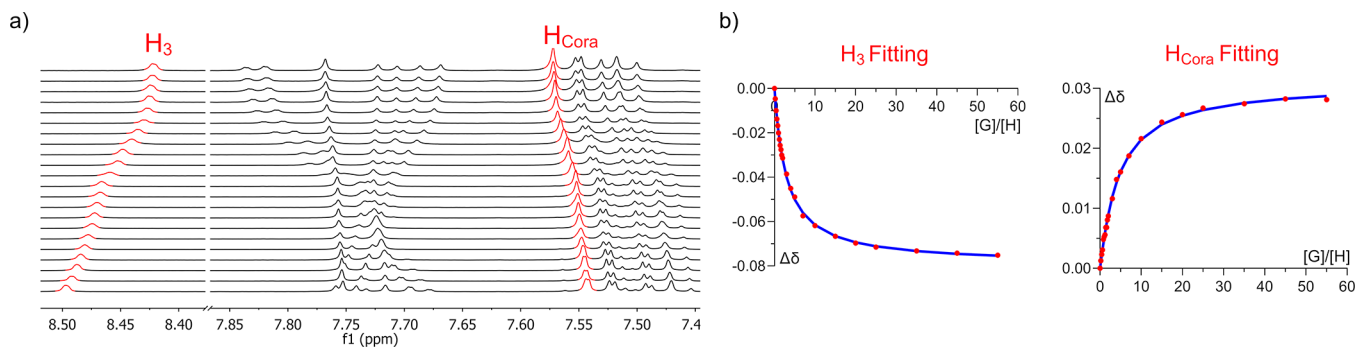 a)
H3
HCora
8.50 8.45 8.40 7.85 7.80 7.75 7.70 7.65 7.60 7.55 7.50 7.4
f1 (ppm)
b)
H3 Fitting
0.00
-0.02
-0.04
-0.06
-0.08
0 10 20 30 40 50 60
[G]/[H]
Δδ
HCora Fitting
0.03
0.02
0.01
0.00
Δδ
[G]/[H]
0 10 20 30 40 50 60